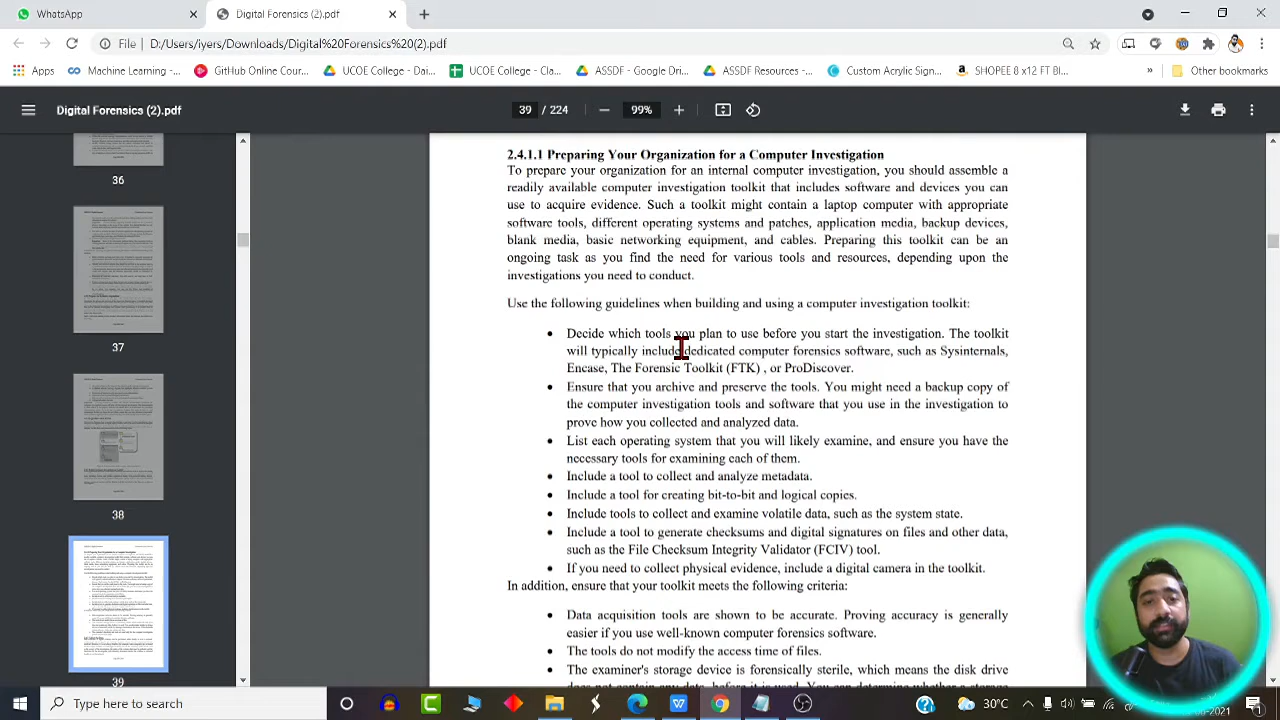 Digital Forensics (2).pdf
File | D:/Users/iyers/Downloads/Digital%20Forensics%20(2).pdf
Apps
Machine Learning -...
GitHub Online Cour...
UCOE College - Dai...
UCOE College - Cla...
ASSDF - Google Dri...
ASSDF Resources -...
Custom Acrylic Sign...
SHOPEE 8 x12 FT Bl...
»
Other bookmarks
Digital Forensics (2).pdf
39 / 224
99%
36
37
38
39
2.4.1.1 Preparing Your Organization for a Computer Investigation
To prepare your organization for an internal computer investigation, you should assemble a
readily available computer investigation toolkit that includes software and devices you can
use to acquire evidence. Such a toolkit might contain a laptop computer with appropriate
software tools, different operating systems and patches, application media, backup devices,
blank media, basic networking equipment, and cables. Preparing this toolkit can be an
ongoing task as you find the need for various tools and resources, depending upon the
investigations you need to conduct.
Use the following guidelines when building and using a computer investigation toolkit:
• Decide which tools you plan to use before you start the investigation. The toolkit
will typically include dedicated computer forensics software, such as Sysinternals,
Encase, The Forensic Toolkit (FTK) , or ProDiscover.
Ensure that you archive and preserve the tools. You might need a backup copy of
the computer investigation tools and software that you use in the investigation to
prove how you collected and analyzed data.
• List each operating system that you will likely examine, and ensure you have the
necessary tools for examining each of them.
Include a tool to collect and analyze metadata.
• Include a tool for creating bit-to-bit and logical copies.
• Include tools to collect and examine volatile data, such as the system state.
Include a tool to generate checksums and digital signatures on files and other data,
such as the File Checksum Integrity Validator (FCIV) tool.
If you need to collect physical evidence, include a digital camera in the toolkit.
In addition, ensure that your toolkit meets the following criteria:
Data acquisition tools are shown to be accurate. Proving accuracy is generally
easier if you use well-known computer forensics software.
The tools do not modify the access time of files.
• The examiner's storage device is forensically sterile, which means the disk drive
Type here to search
30°C